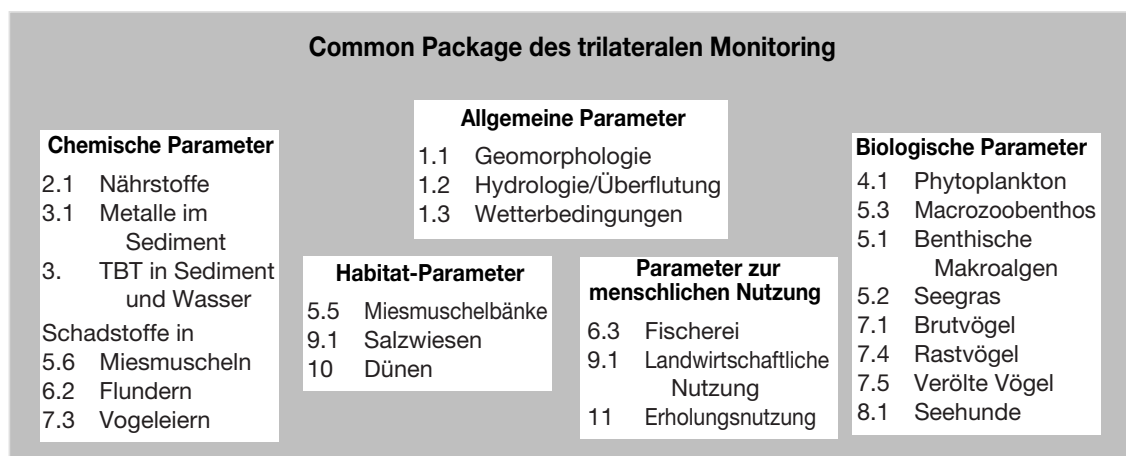 Common Package des trilateralen Monitoring
Chemische Parameter
2.1 Nährstoffe
3.1 Metalle im
Sediment
3. TBT in Sediment
und Wasser
Schadstoffe in
5.6 Miesmuscheln
6.2 Flundern
7.3 Vogeleiern
Allgemeine Parameter
1.1 Geomorphologie
1.2 Hydrologie/Überflutung
1.3 Wetterbedingungen
Habitat-Parameter
5.5 Miesmuschelbänke
9.1 Salzwiesen
10 Dünen
Parameter zur
menschlichen Nutzung
6.3 Fischerei
9.1 Landwirtschaftliche
Nutzung
11 Erholungsnutzung
Biologische Parameter
4.1 Phytoplankton
5.3 Macrozoobenthos
5.1 Benthische
Makroalgen
5.2 Seegras
7.1 Brutvögel
7.4 Rastvögel
7.5 Verölte Vögel
8.1 Seehunde